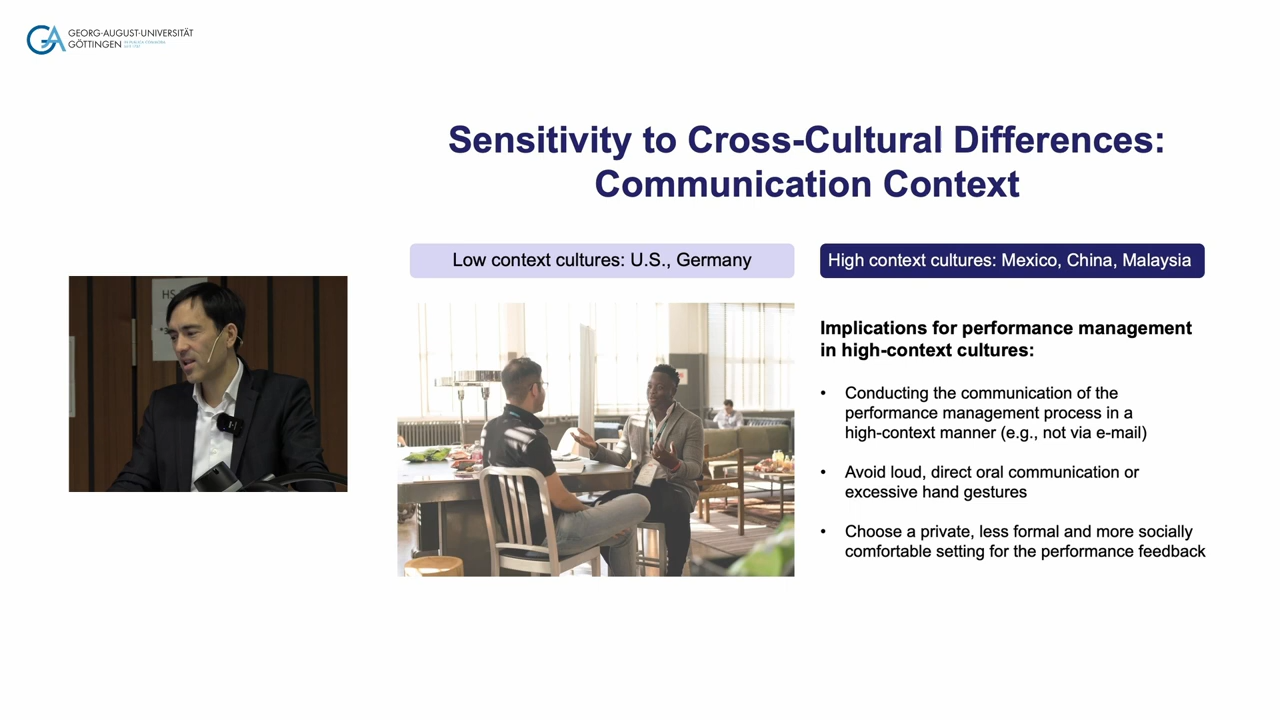 GEORG-AUGUST-UNIVERSITÄT
GÖTTINGEN
Sensitivity to Cross-Cultural Differences:
Communication Context
Low context cultures: U.S., Germany
High context cultures: Mexico, China, Malaysia
HS
Implications for performance management
in high-context cultures:
• Conducting the communication of the
performance management process in a
high-context manner (e.g., not via e-mail)
• Avoid loud, direct oral communication or
excessive hand gestures
• Choose a private, less formal and more socially
comfortable setting for the performance feedback